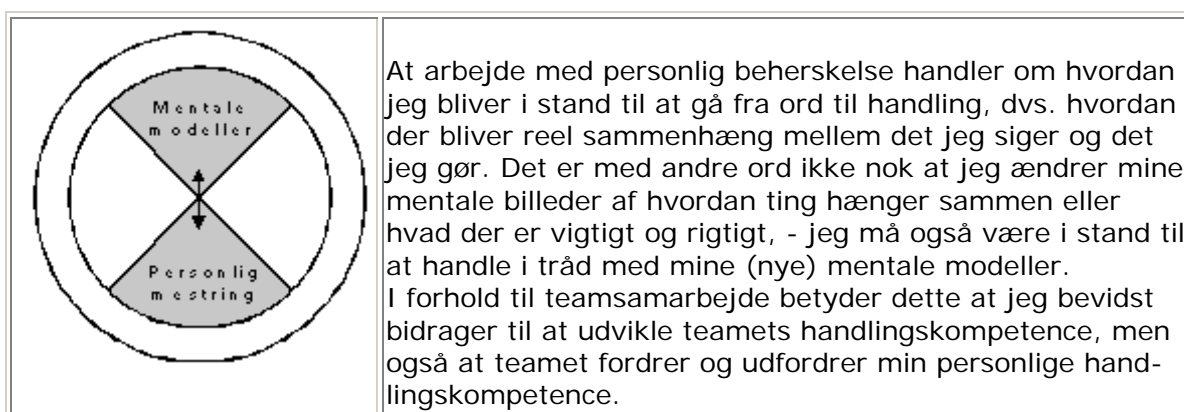 Mentale
modeller
Personlig
mestring
At arbejde med personlig beherskelse handler om hvordan
jeg bliver i stand til at gå fra ord til handling, dvs. hvordan
der bliver reel sammenhæng mellem det jeg siger og det
jeg gør. Det er med andre ord ikke nok at jeg ændrer mine
mentale billeder af hvordan ting hænger sammen eller
hvad der er vigtigt og rigtigt, - jeg må også være i stand til
at handle i tråd med mine (nye) mentale modeller.
I forhold til teamsamarbejde betyder dette at jeg bevidst
bidrager til at udvikle teamets handlingskompetence, men
også at teamet fordrer og udfordrer min personlige hand-
lingskompetence.